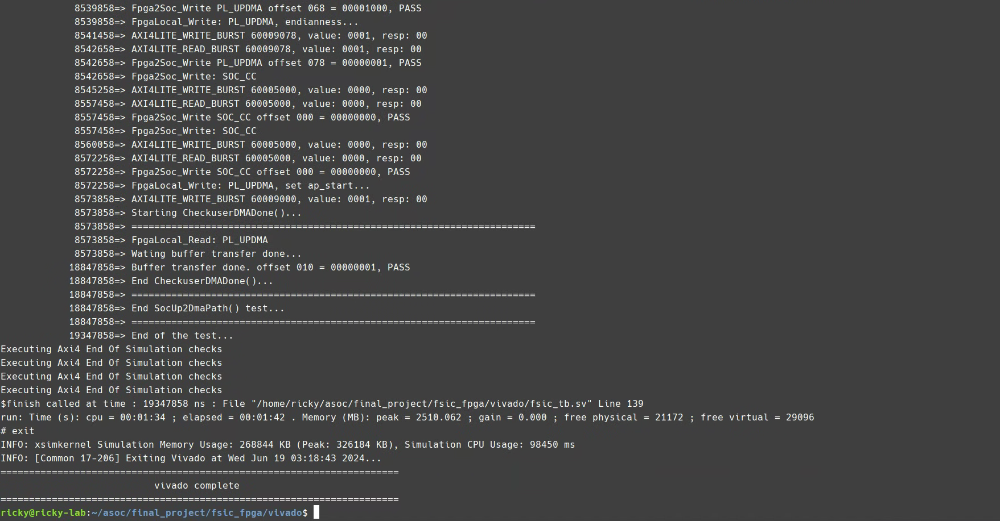 8539858=> Fpga2Soc_Write PL_UPDMA offset 068 = 00001000, PASS
8539858=> FpgaLocal_Write: PL_UPDMA, endianness...
8541458=> AXI4LITE_WRITE_BURST 60009078, value: 0001, resp: 00
8542658=> AXI4LITE_READ_BURST 60009078, value: 0001, resp: 00
8542658=> Fpga2Soc_Write PL_UPDMA offset 078 = 00000001, PASS
8542658=> Fpga2Soc_Write: SOC_CC
8545258=> AXI4LITE_WRITE_BURST 60005000, value: 0000, resp: 00
8557458=> AXI4LITE_READ_BURST 60005000, value: 0000, resp: 00
8557458=> Fpga2Soc_Write SOC_CC offset 000 = 00000000, PASS
8557458=> Fpga2Soc_Write: SOC_CC
8560058=> AXI4LITE_WRITE_BURST 60005000, value: 0000, resp: 00
8572258=> AXI4LITE_READ_BURST 60005000, value: 0000, resp: 00
8572258=> Fpga2Soc_Write SOC_CC offset 000 = 00000000, PASS
8572258=> FpgaLocal_Write: PL_UPDMA, set ap_start...
8573858=> AXI4LITE_WRITE_BURST 60009000, value: 0001, resp: 00
8573858=> Starting CheckuserDMADone()...
8573858=> =======================================================================
8573858=> FpgaLocal_Read: PL_UPDMA
8573858=> Wating buffer transfer done...
18847858=> Buffer transfer done. offset 010 = 00000001, PASS
18847858=> End CheckuserDMADone()...
18847858=> =======================================================================
18847858=> End SocUp2DmaPath() test...
18847858=> =======================================================================
19347858=> End of the test...
Executing Axi4 End Of Simulation checks
Executing Axi4 End Of Simulation checks
Executing Axi4 End Of Simulation checks
Executing Axi4 End Of Simulation checks
$finish called at time : 19347858 ns : File "/home/ricky/asoc/final_project/fsic_fpga/vivado/fsic_tb.sv" Line 139
run: Time (s): cpu = 00:01:34 ; elapsed = 00:01:42 . Memory (MB): peak = 2510.062 ; gain = 0.000 ; free physical = 21172 ; free virtual = 29096
# exit
INFO: xsimkernel Simulation Memory Usage: 268844 KB (Peak: 326184 KB), Simulation CPU Usage: 98450 ms
INFO: [Common 17-206] Exiting Vivado at Wed Jun 19 03:18:43 2024...
======================================================================
vivado complete
======================================================================
ricky@ricky-lab:~/asoc/final_project/fsic_fpga/vivado$